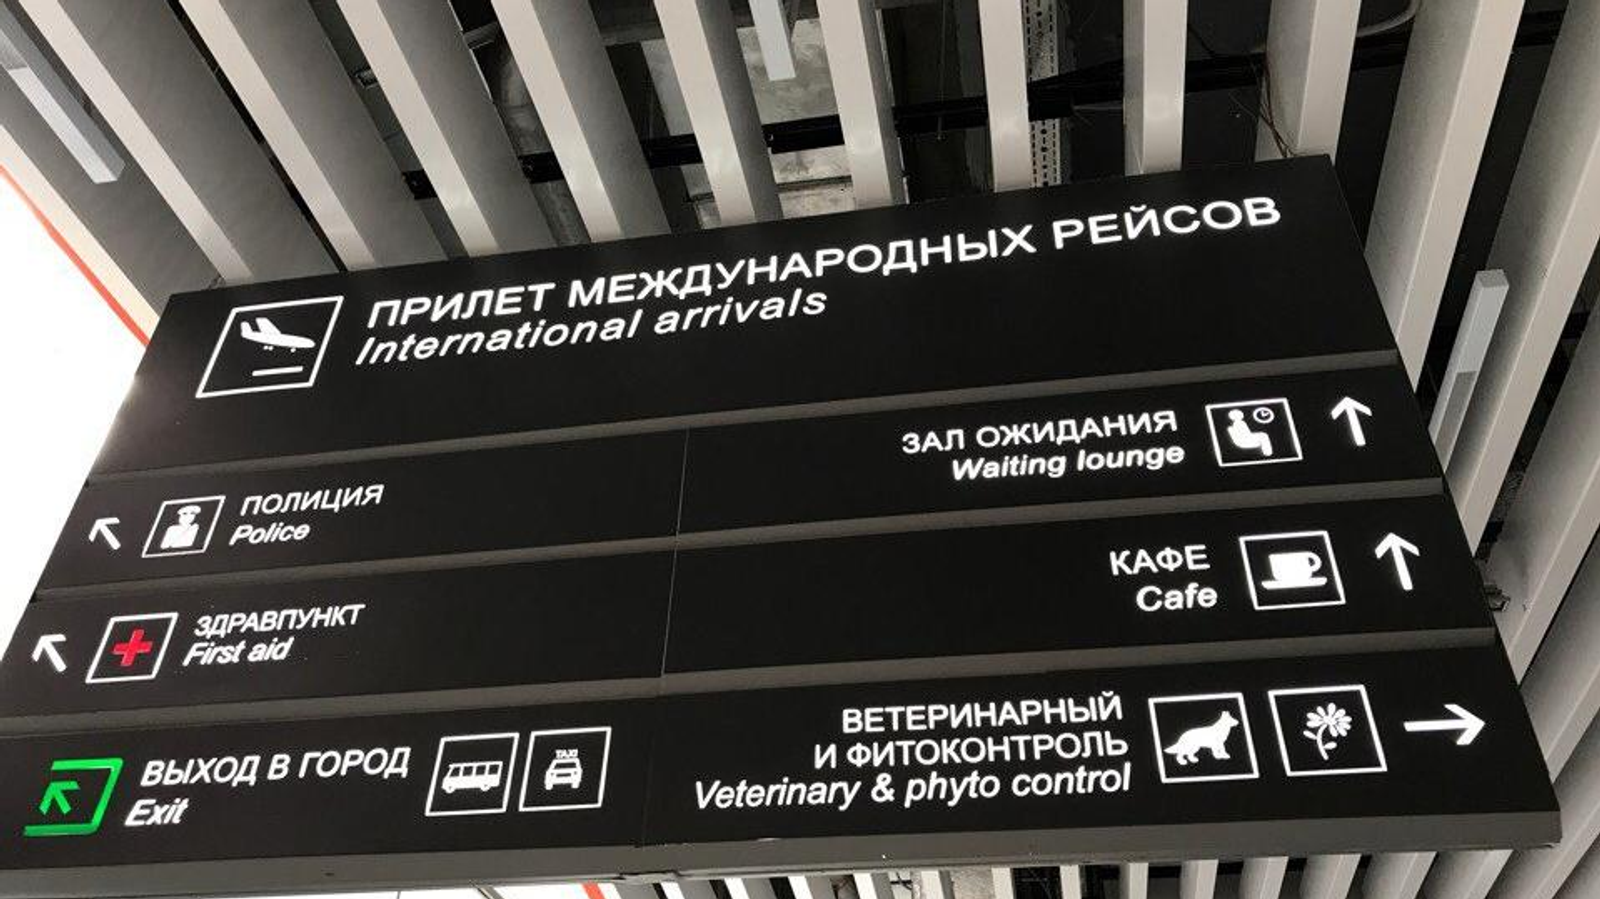 ПРИЛЕТ МЕЖДУНАРОДНЫХ РЕЙСОВ
International arrivals
ПОЛИЦИЯ
Police
ЗДРАВПУНКТ
First aid
ВЫХОД В ГОРОД
Exit
TAXI
ЗАЛ ОЖИДАНИЯ
Waiting lounge
КАФЕ
Cafe
ВЕТЕРИНАРНЫЙ
И ФИТОКОНТРОЛЬ
Veterinary & phyto control